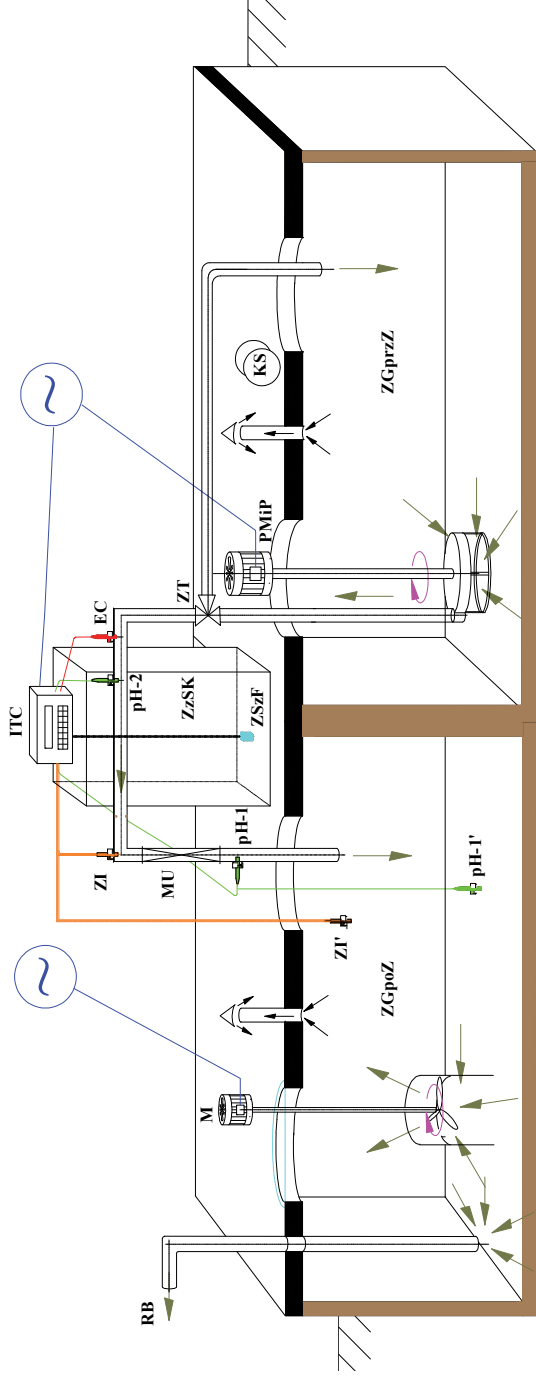 RB
M
ZGpoZ
ZI'
ZI
MU
pH-1
pH-1'
ITC
ZzSK
ZSzF
pH-2
EC
ZT
PMiP
KS
ZGprzZ